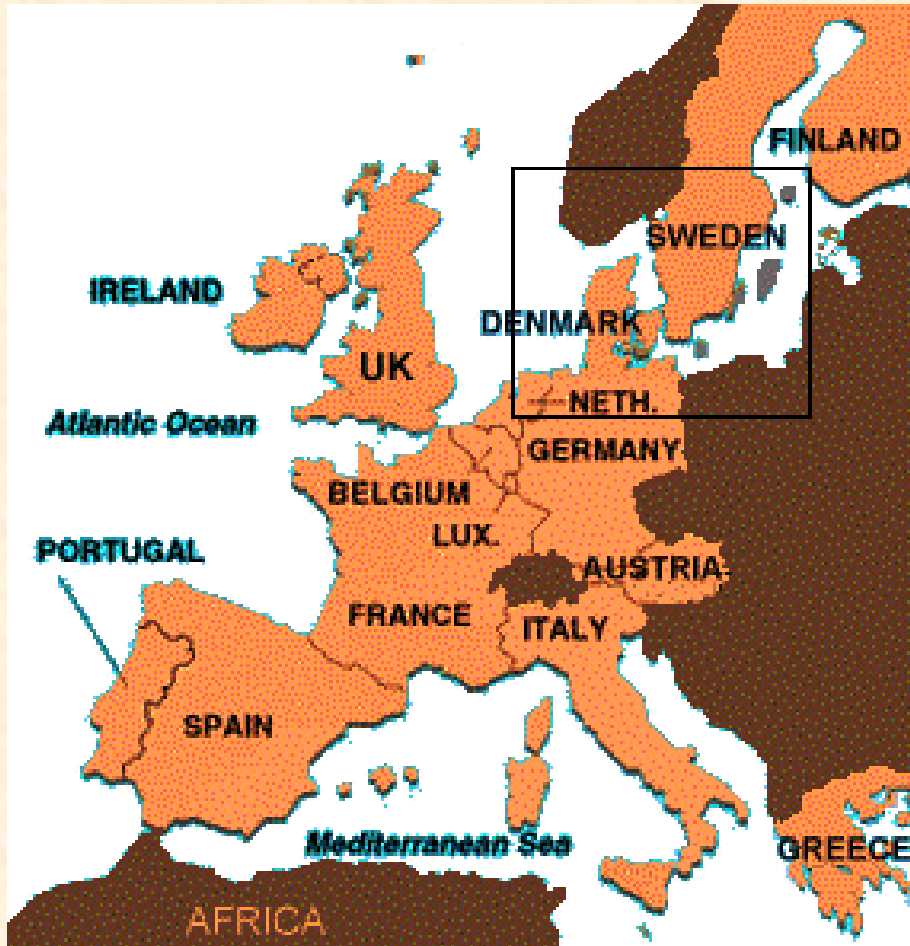 FINLAND
SWEDEN
IRELAND
DENMARK
UK
NETH.
Atlantic Ocean
GERMANY
BELGIUM
LUX.
PORTUGAL
AUSTRIA
FRANCE
ITALY
SPAIN
Mediterranean Sea
GREECE
AFRICA